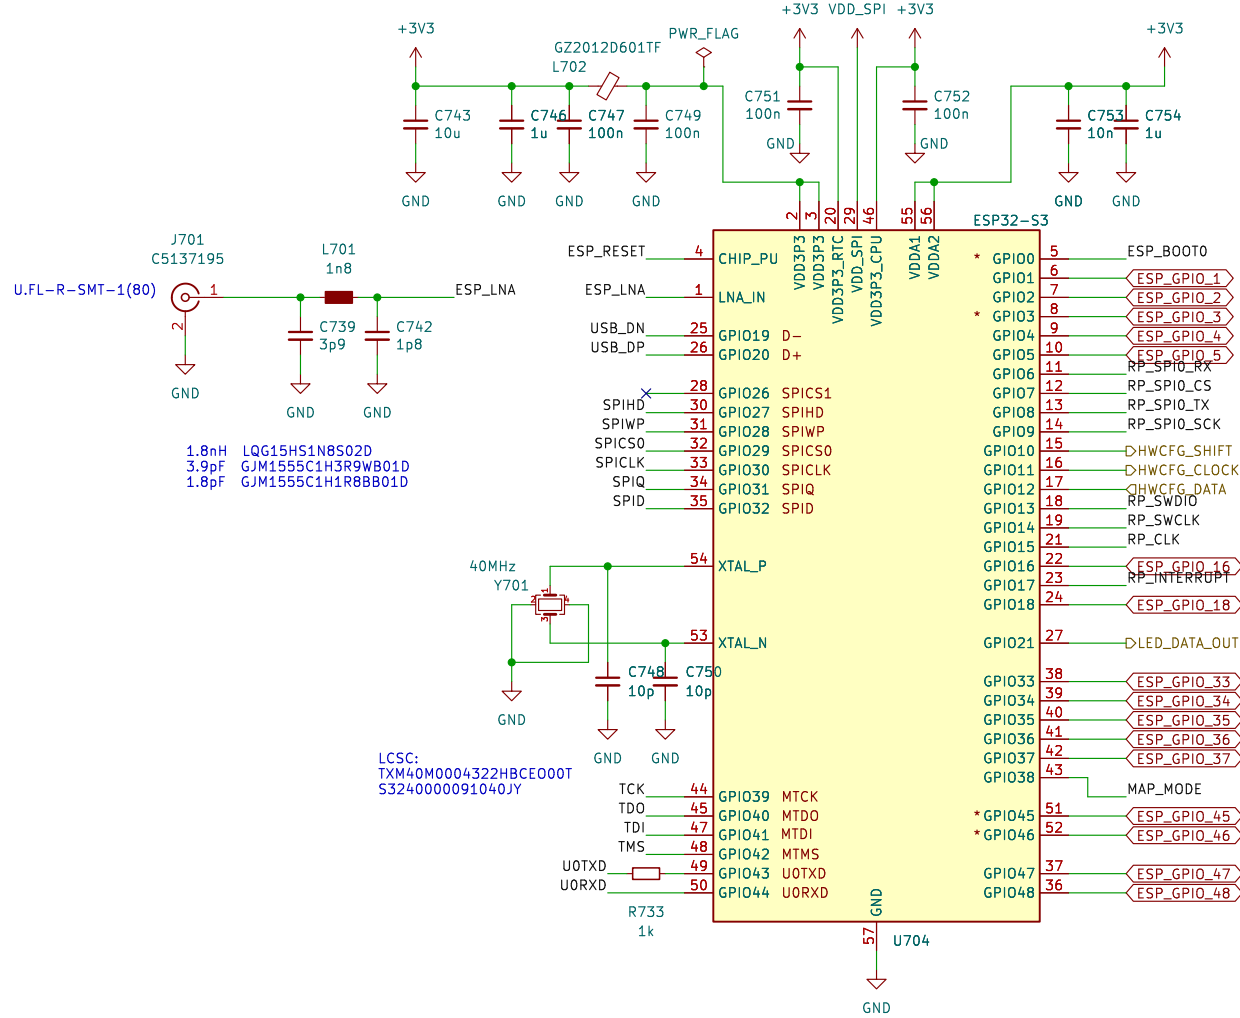 +3V3 VDD_SPI +3V3
+3V3
PWR_FLAG
+3V3
GZ2012D601TF
L702
C743
10u
C746
1u
C747
100n
C749
100n
C751
100n
C752
100n
C753
10n
C754
1u
GND
GND
GND
GND
GND
GND
GND
GND
2
3
20
29
46
55
56
ESP32-S3
VDD3P3
VDD3P3
VDD3P3_RTC
VDD_SPI
VDD3P3_CPU
VDDA1
VDDA2
J701
C5137195
U.FL-R-SMT-1(80)
1
2
GND
L701
1n8
ESP_LNA
C739
3p9
C742
1p8
GND
GND
1.8nH LQG15HS1N8S02D
3.9pF GJM1555C1H3R9WB01D
1.8pF GJM1555C1H1R8BB01D
ESP_RESET 4 CHIP_PU
ESP_LNA 1 LNA_IN
USB_DN 25 GPIO19 D-
USB_DP 26 GPIO20 D+
28 GPIO26 SPICS1
SPIHD 30 GPIO27 SPIHD
SPIWP 31 GPIO28 SPIWP
SPICS0 32 GPIO29 SPICS0
SPICLK 33 GPIO30 SPICLK
SPIQ 34 GPIO31 SPIQ
SPID 35 GPIO32 SPID
54 XTAL_P
53 XTAL_N
40MHz
Y701
1
2
4
3
GND
C748
10p
C750
10p
GND
GND
LCSC:
TXM40M0004322HBCEO00T
S3240000091040JY
TCK 44 GPIO39 MTCK
TDO 45 GPIO40 MTDO
TDI 47 GPIO41 MTDI
TMS 48 GPIO42 MTMS
U0TXD 49 GPIO43 U0TXD
U0RXD 50 GPIO44 U0RXD
R733
1k
* GPIO0 5 ESP_BOOT0
GPIO1 6 ESP_GPIO_1
GPIO2 7 ESP_GPIO_2
* GPIO3 8 ESP_GPIO_3
GPIO4 9 ESP_GPIO_4
GPIO5 10 ESP_GPIO_5
GPIO6 11 RP_SPI0_RX
GPIO7 12 RP_SPI0_CS
GPIO8 13 RP_SPI0_TX
GPIO9 14 RP_SPI0_SCK
GPIO10 15 HWCFG_SHIFT
GPIO11 16 HWCFG_CLOCK
GPIO12 17 HWCFG_DATA
GPIO13 18 RP_SWDIO
GPIO14 19 RP_SWCLK
GPIO15 21 RP_CLK
GPIO16 22 ESP_GPIO_16
GPIO17 23 RP_INTERRUPT
GPIO18 24 ESP_GPIO_18
GPIO21 27 LED_DATA_OUT
GPIO33 38 ESP_GPIO_33
GPIO34 39 ESP_GPIO_34
GPIO35 40 ESP_GPIO_35
GPIO36 41 ESP_GPIO_36
GPIO37 42 ESP_GPIO_37
GPIO38 43 MAP_MODE
* GPIO45 51 ESP_GPIO_45
* GPIO46 52 ESP_GPIO_46
GPIO47 37 ESP_GPIO_47
GPIO48 36 ESP_GPIO_48
GND
57
U704
GND